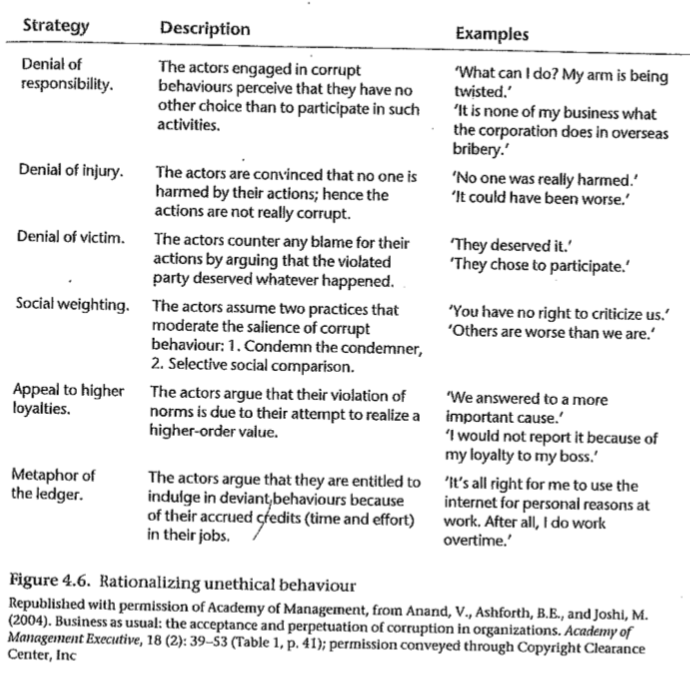 Strategy Description Examples
Denial of responsibility. The actors engaged in corrupt behaviours perceive that they have no other choice than to participate in such activities. ‘What can I do? My arm is being twisted.’ ‘It is none of my business what the corporation does in overseas bribery.’
Denial of injury. The actors are convinced that no one is harmed by their actions; hence the actions are not really corrupt. ‘No one was really harmed.’ ‘It could have been worse.’
Denial of victim. The actors counter any blame for their actions by arguing that the violated party deserved whatever happened. ‘They deserved it.’ ‘They chose to participate.’
Social weighting. The actors assume two practices that moderate the salience of corrupt behaviour: 1. Condemn the condemner, 2. Selective social comparison. ‘You have no right to criticize us.’ ‘Others are worse than we are.’
Appeal to higher loyalties. The actors argue that their violation of norms is due to their attempt to realize a higher-order value. ‘We answered to a more important cause.’ ‘I would not report it because of my loyalty to my boss.’
Metaphor of the ledger. The actors argue that they are entitled to indulge in deviant behaviours because of their accrued credits (time and effort) in their jobs. ‘It's all right for me to use the internet for personal reasons at work. After all, I do work overtime.’
Figure 4.6. Rationalizing unethical behaviour
Republished with permission of Academy of Management, from Anand, V., Ashforth, B.E., and Joshi, M.
(2004). Business as usual: the acceptance and perpetuation of corruption in organizations. Academy of
Management Executive, 18 (2): 39–53 (Table 1, p. 41); permission conveyed through Copyright Clearance
Center, Inc